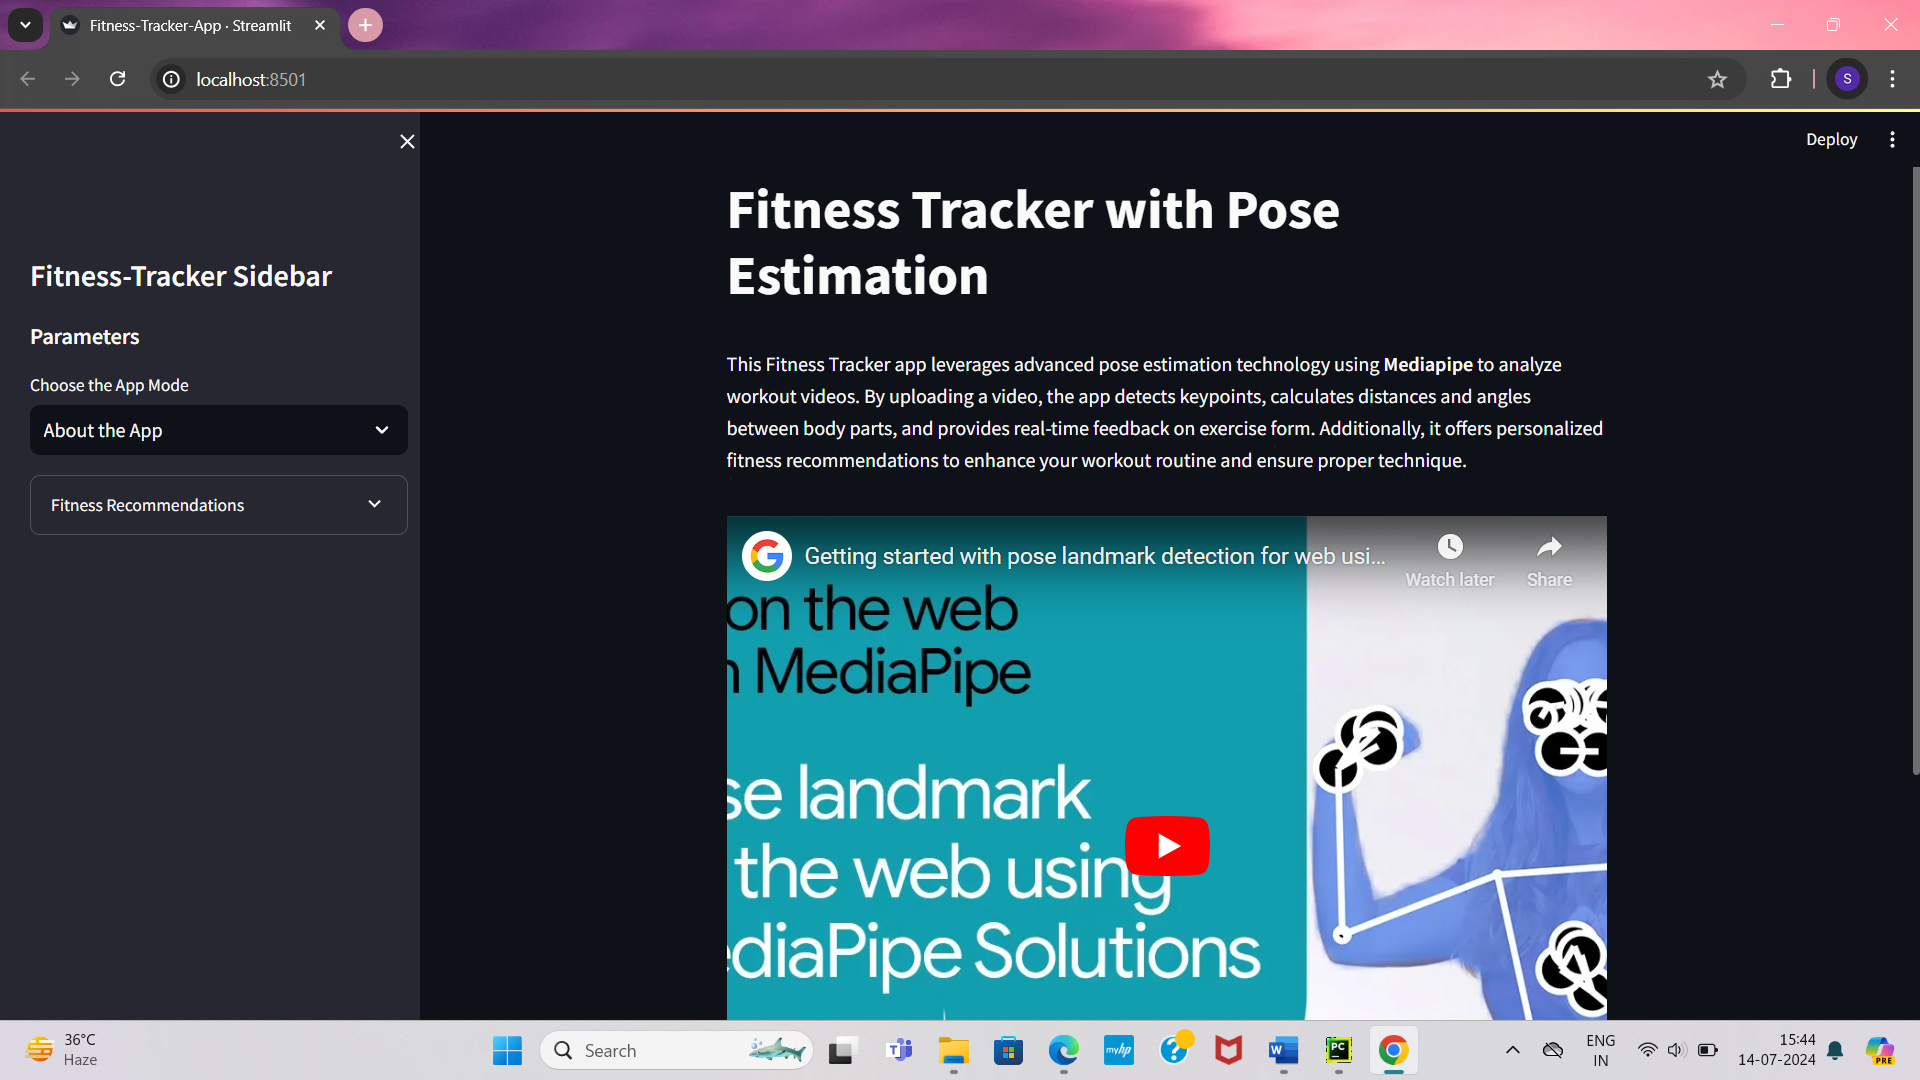 Fitness-Tracker-App · Streamlit
localhost:8501
S
Deploy
Fitness-Tracker Sidebar
Parameters
Choose the App Mode
About the App
Fitness Recommendations
Fitness Tracker with Pose
Estimation
This Fitness Tracker app leverages advanced pose estimation technology using Mediapipe to analyze
workout videos. By uploading a video, the app detects keypoints, calculates distances and angles
between body parts, and provides real-time feedback on exercise form. Additionally, it offers personalized
fitness recommendations to enhance your workout routine and ensure proper technique.
Getting started with pose landmark detection for web usi...
Watch later
Share
on the web
n MediaPipe
se landmark
the web using
ediaPipe Solutions
36°C
Haze
Search
myhp
PC
ENG
IN
15:44
14-07-2024
PRE